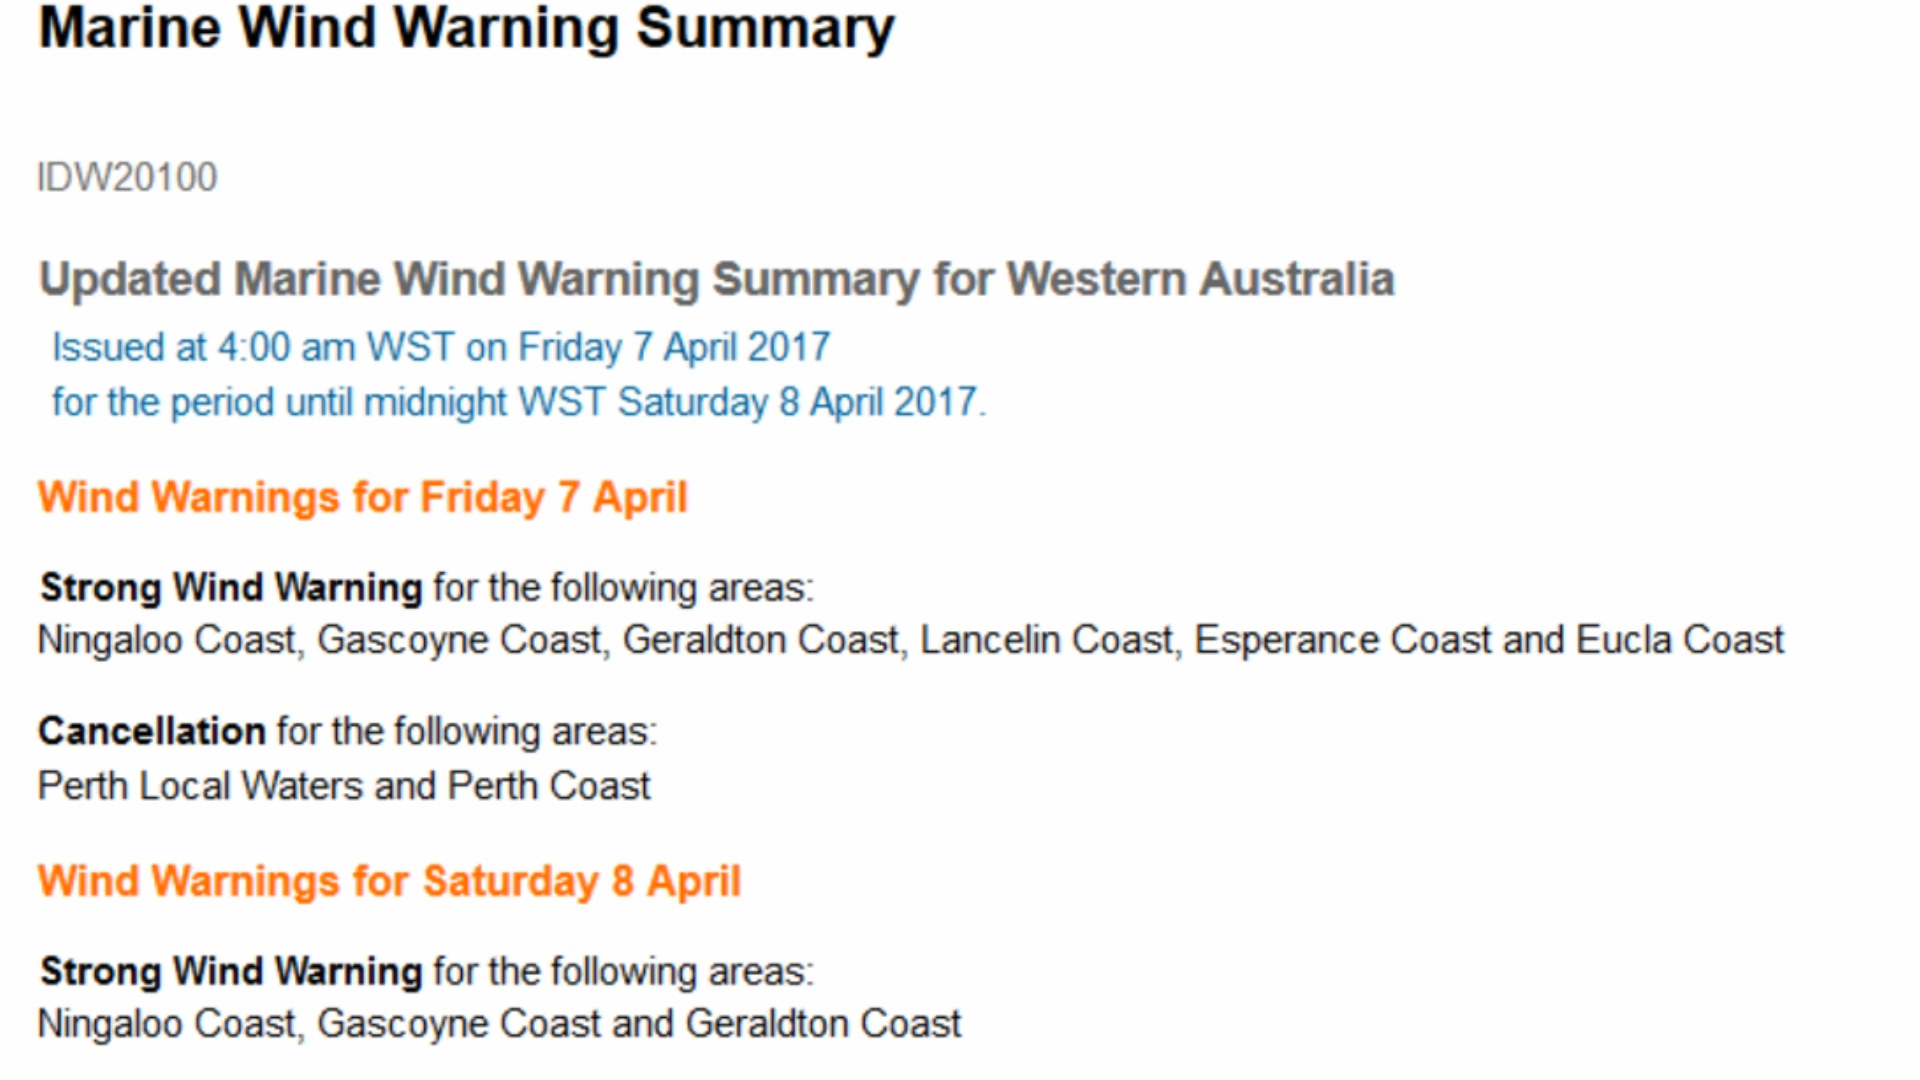 Marine Wind Warning Summary
IDW20100
Updated Marine Wind Warning Summary for Western Australia
Issued at 4:00 am WST on Friday 7 April 2017
for the period until midnight WST Saturday 8 April 2017.
Wind Warnings for Friday 7 April
Strong Wind Warning for the following areas:
Ningaloo Coast, Gascoyne Coast, Geraldton Coast, Lancelin Coast, Esperance Coast and Eucla Coast
Cancellation for the following areas:
Perth Local Waters and Perth Coast
Wind Warnings for Saturday 8 April
Strong Wind Warning for the following areas:
Ningaloo Coast, Gascoyne Coast and Geraldton Coast